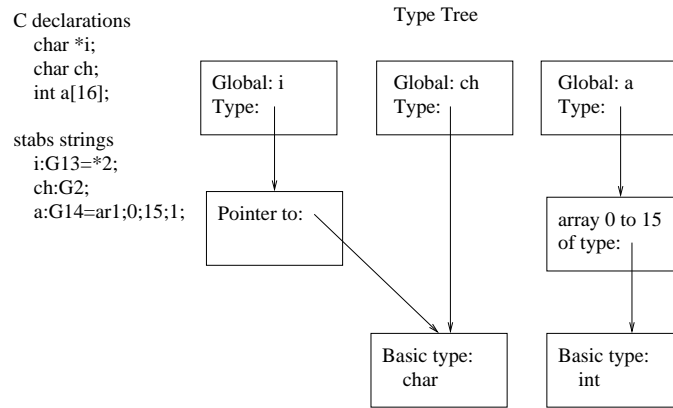 C declarations
char *i;
char ch;
int a[16];
stabs strings
i:G13=*2;
ch:G2;
a:G14=ar1;0;15;1;
Type Tree
Global: i
Type:
Global: ch
Type:
Global: a
Type:
Pointer to:
array 0 to 15
of type:
Basic type:
char
Basic type:
int